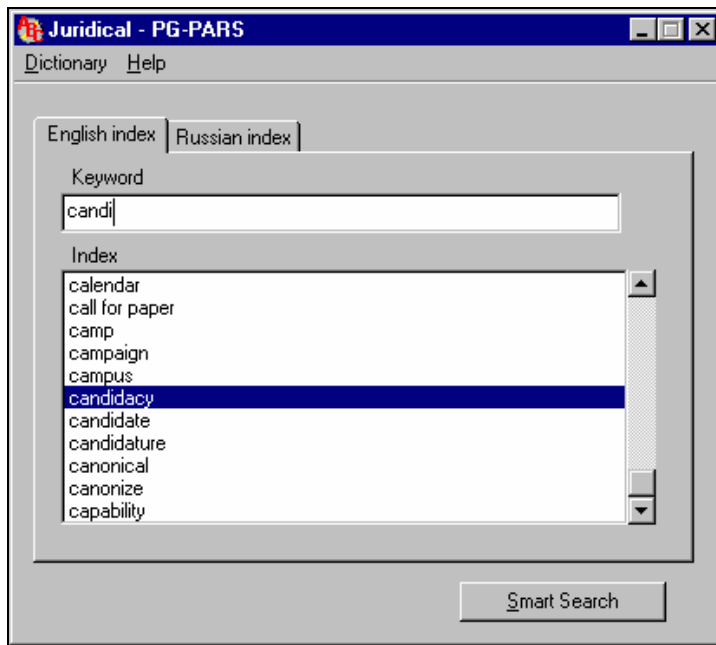 Juridical - PG-PARS
Dictionary Help
English index Russian index
Keyword
candi
Index
calendar
call for paper
camp
campaign
campus
candidacy
candidate
candidature
canonical
canonize
capability
Smart Search